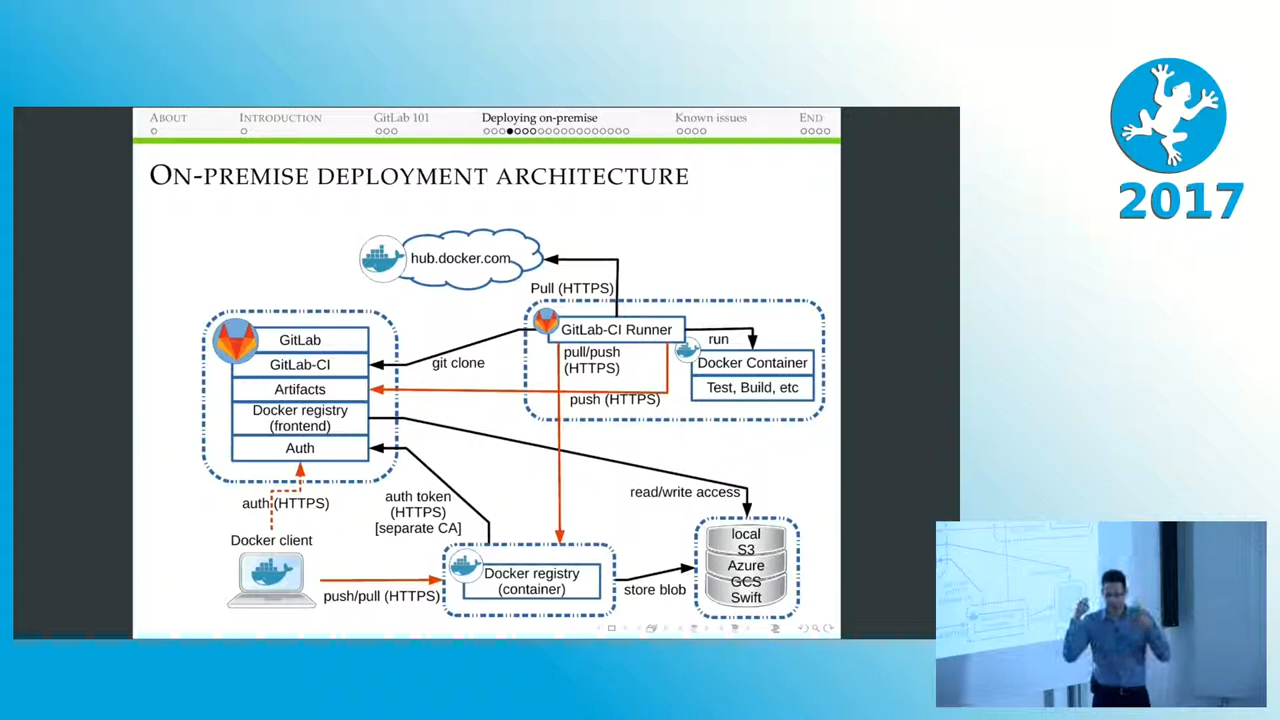 ABOUT
INTRODUCTION
GitLab 101
Deploying on-premise
Known issues
END
ON-PREMISE DEPLOYMENT ARCHITECTURE
2017
hub.docker.com
Pull (HTTPS)
GitLab
GitLab-CI
Artifacts
Docker registry
(frontend)
Auth
git clone
GitLab-CI Runner
pull/push
(HTTPS)
run
Docker Container
Test, Build, etc
push (HTTPS)
read/write access
auth (HTTPS)
auth token
(HTTPS)
[separate CA]
Docker client
push/pull (HTTPS)
Docker registry
(container)
store blob
local
S3
Azure
GCS
Swift